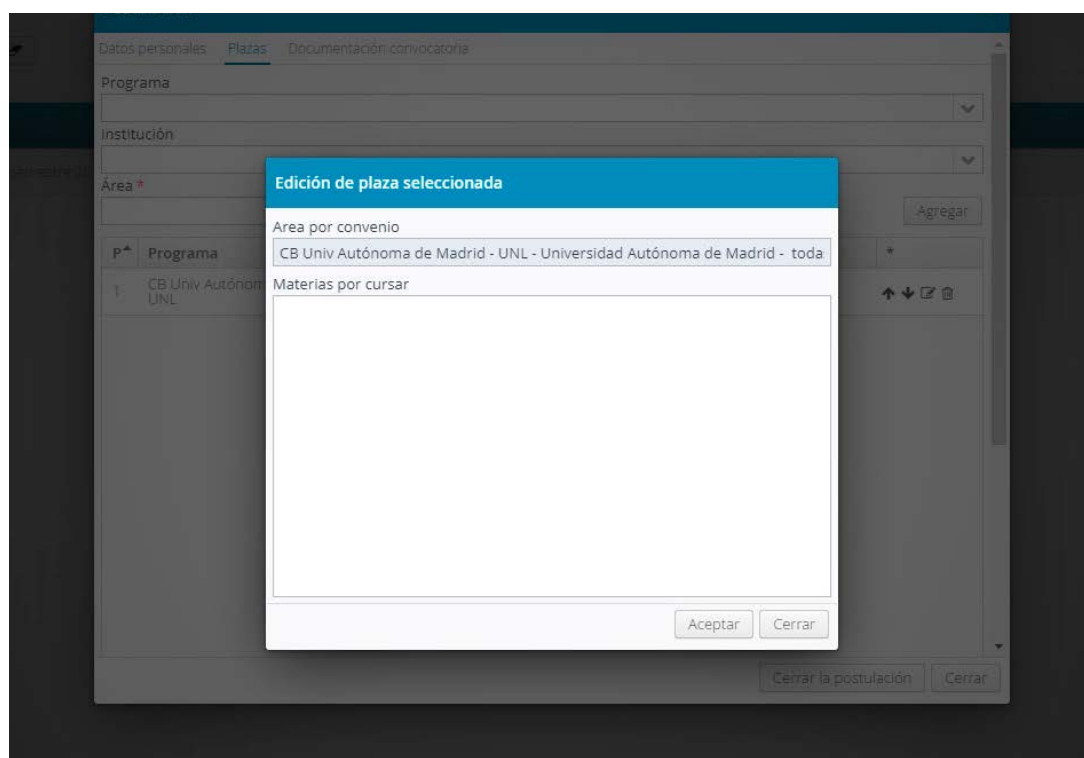 Datos personales Plazas Documentación convocatoria
Programa
Institución
Área *
Agregar
P Programa *
1 CB Univ Autónom
UNL
Edición de plaza seleccionada
Area por convenio
CB Univ Autónoma de Madrid - UNL - Universidad Autónoma de Madrid - toda
Materias por cursar
Aceptar Cerrar
Cerrar la postulación Cerrar